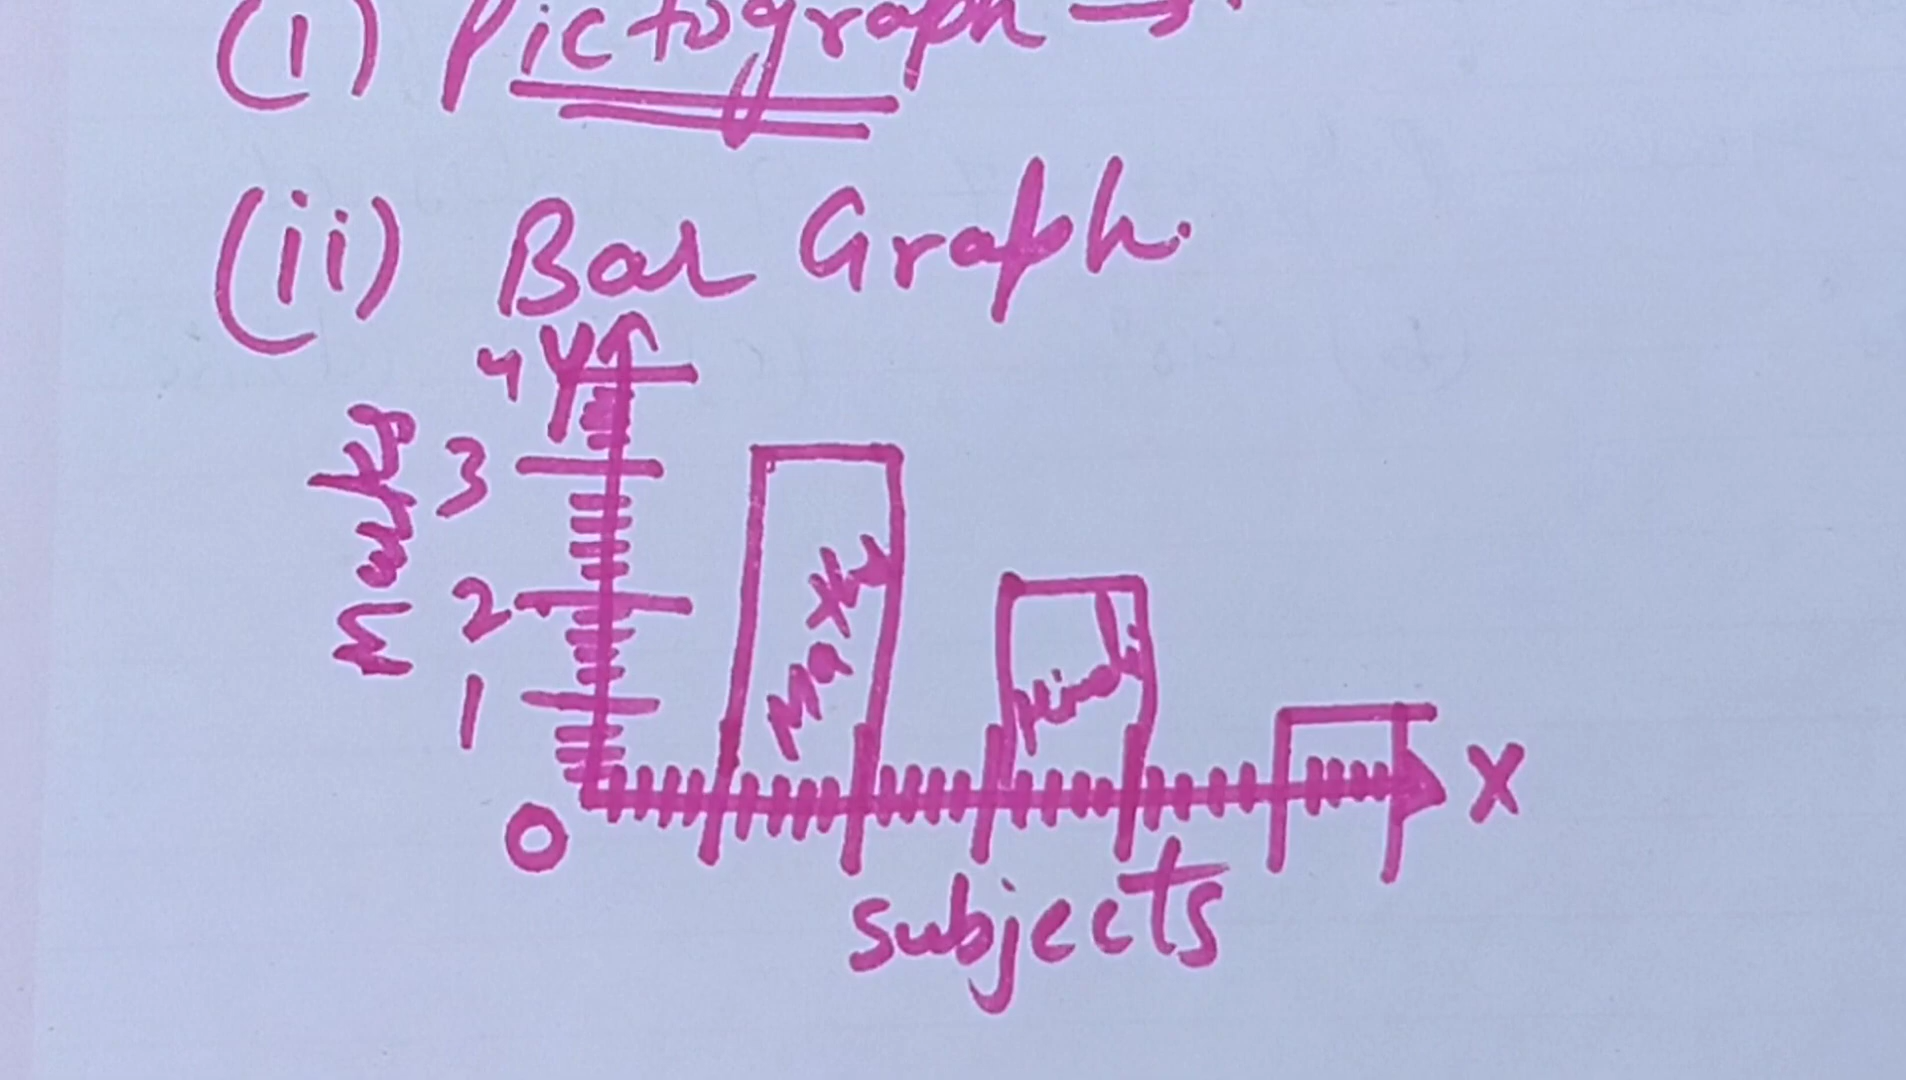 (i) Pictograph →
(ii) Bar Graph.
4 Y
3
2
1
Marks
Maths
Hindi
0
X
subjects